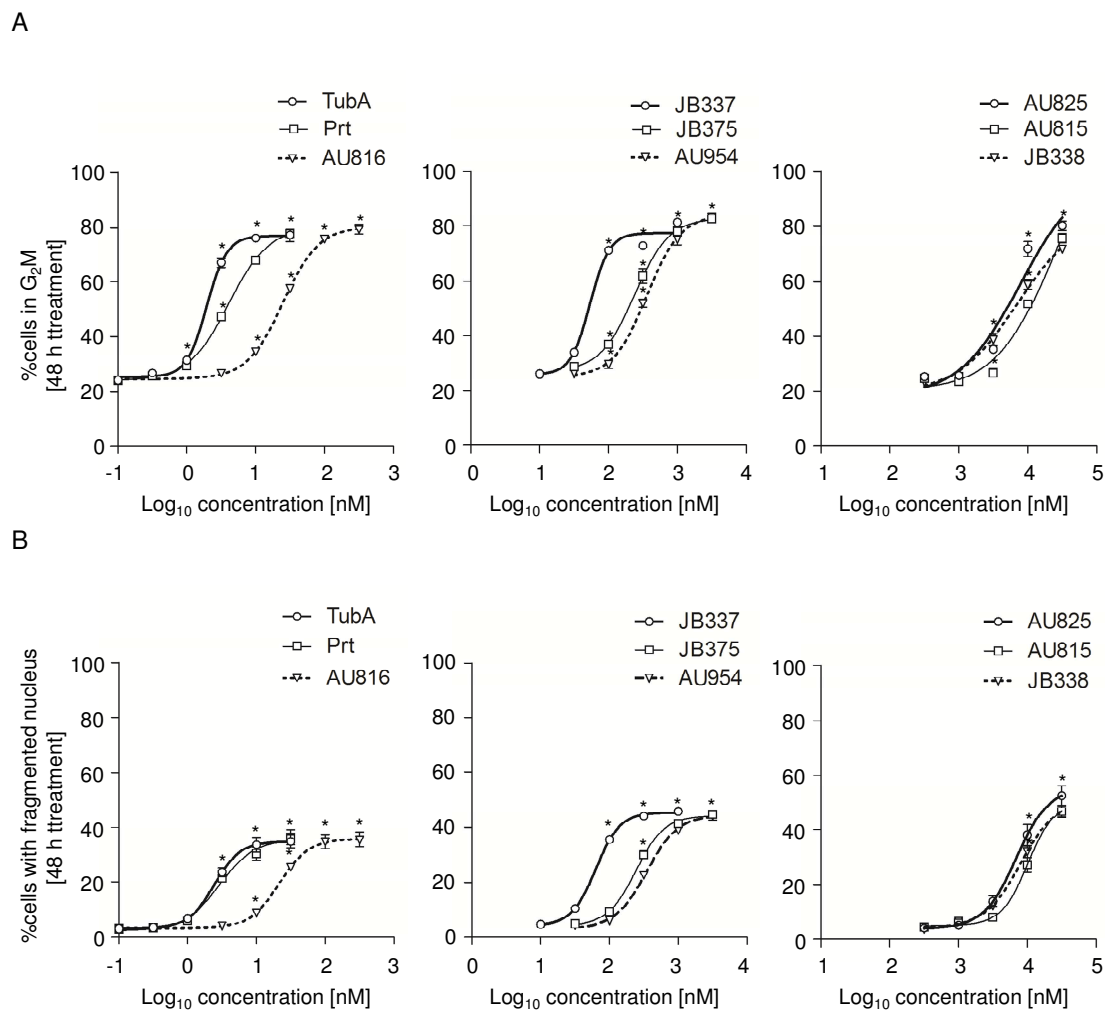 A
TubA
Prt
AU816
JB337
JB375
AU954
AU825
AU815
JB338
%cells in G2M
[48 h ttreatment]
100
80
60
40
20
0
-1 0 1 2 3
Log10 concentration [nM]
100
80
60
40
20
0
0 1 2 3 4
Log10 concentration [nM]
100
80
60
40
20
0
1 2 3 4 5
Log10 concentration [nM]
* * * * * * * * *
* * * * * * * * *
* * * * * *
B
TubA
Prt
AU816
JB337
JB375
AU954
AU825
AU815
JB338
%cells with fragmented nucleus
[48 h ttreatment]
100
80
60
40
20
0
-1 0 1 2 3
Log10 concentration [nM]
100
80
60
40
20
0
0 1 2 3 4
Log10 concentration [nM]
100
80
60
40
20
0
1 2 3 4 5
Log10 concentration [nM]
* * * * * * *
* * * * *
* *